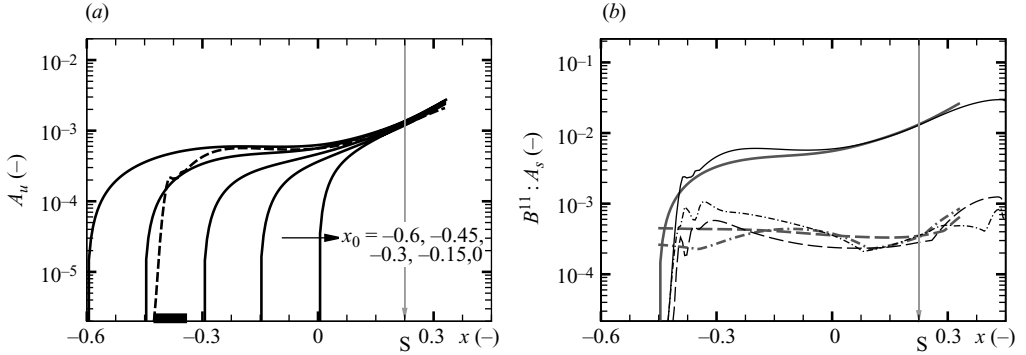 (a)
(b)
10⁻²
10⁻³
10⁻⁴
10⁻⁵
A_u (–)
x₀ = –0.6, –0.45,
–0.3, –0.15,0
–0.6
–0.3
0
S
0.3
x (–)
10⁻¹
10⁻²
10⁻³
10⁻⁴
B¹¹ : A_s (–)
–0.6
–0.3
0
S
0.3
x (–)